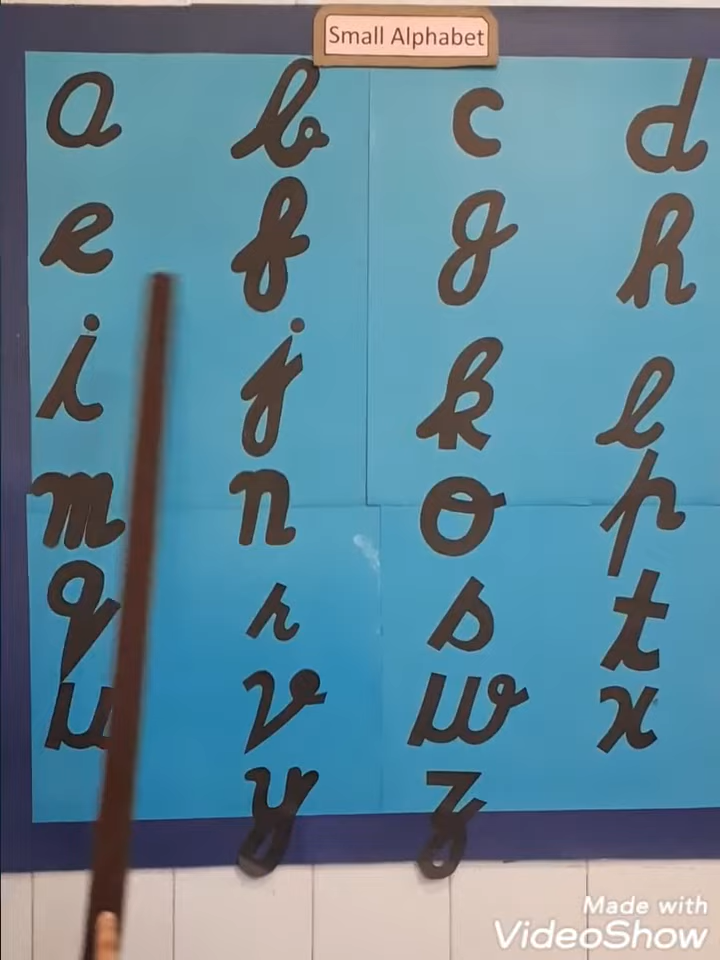 Small Alphabet
a b c d
e f g h
i j k l
m n o p
q r s t
u v w x
y z
Made with
VideoShow